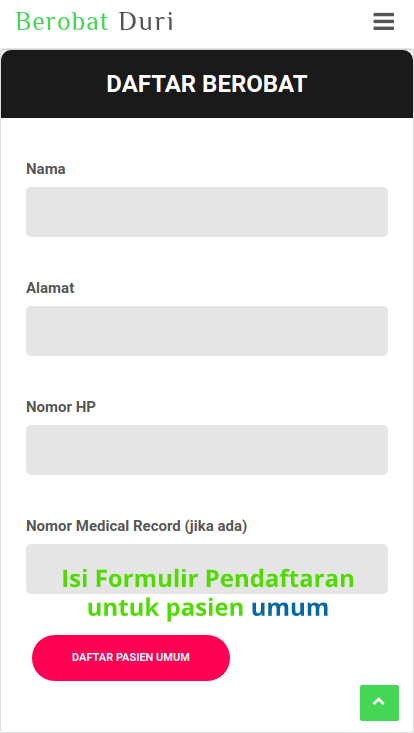 Berobat Duri
DAFTAR BEROBAT
Nama
Alamat
Nomor HP
Nomor Medical Record (jika ada)
Isi Formulir Pendaftaran
untuk pasien umum
DAFTAR PASIEN UMUM